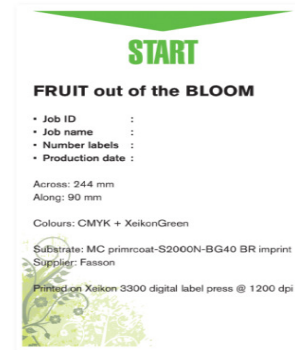 START
FRUIT out of the BLOOM
• Job ID :
• Job name :
• Number labels :
• Production date :
Across: 244 mm
Along: 90 mm
Colours: CMYK + XeikonGreen
Substrate: MC primrcoat-S2000N-BG40 BR imprint
Supplier: Fasson
Printed on Xeikon 3300 digital label press @ 1200 dpi